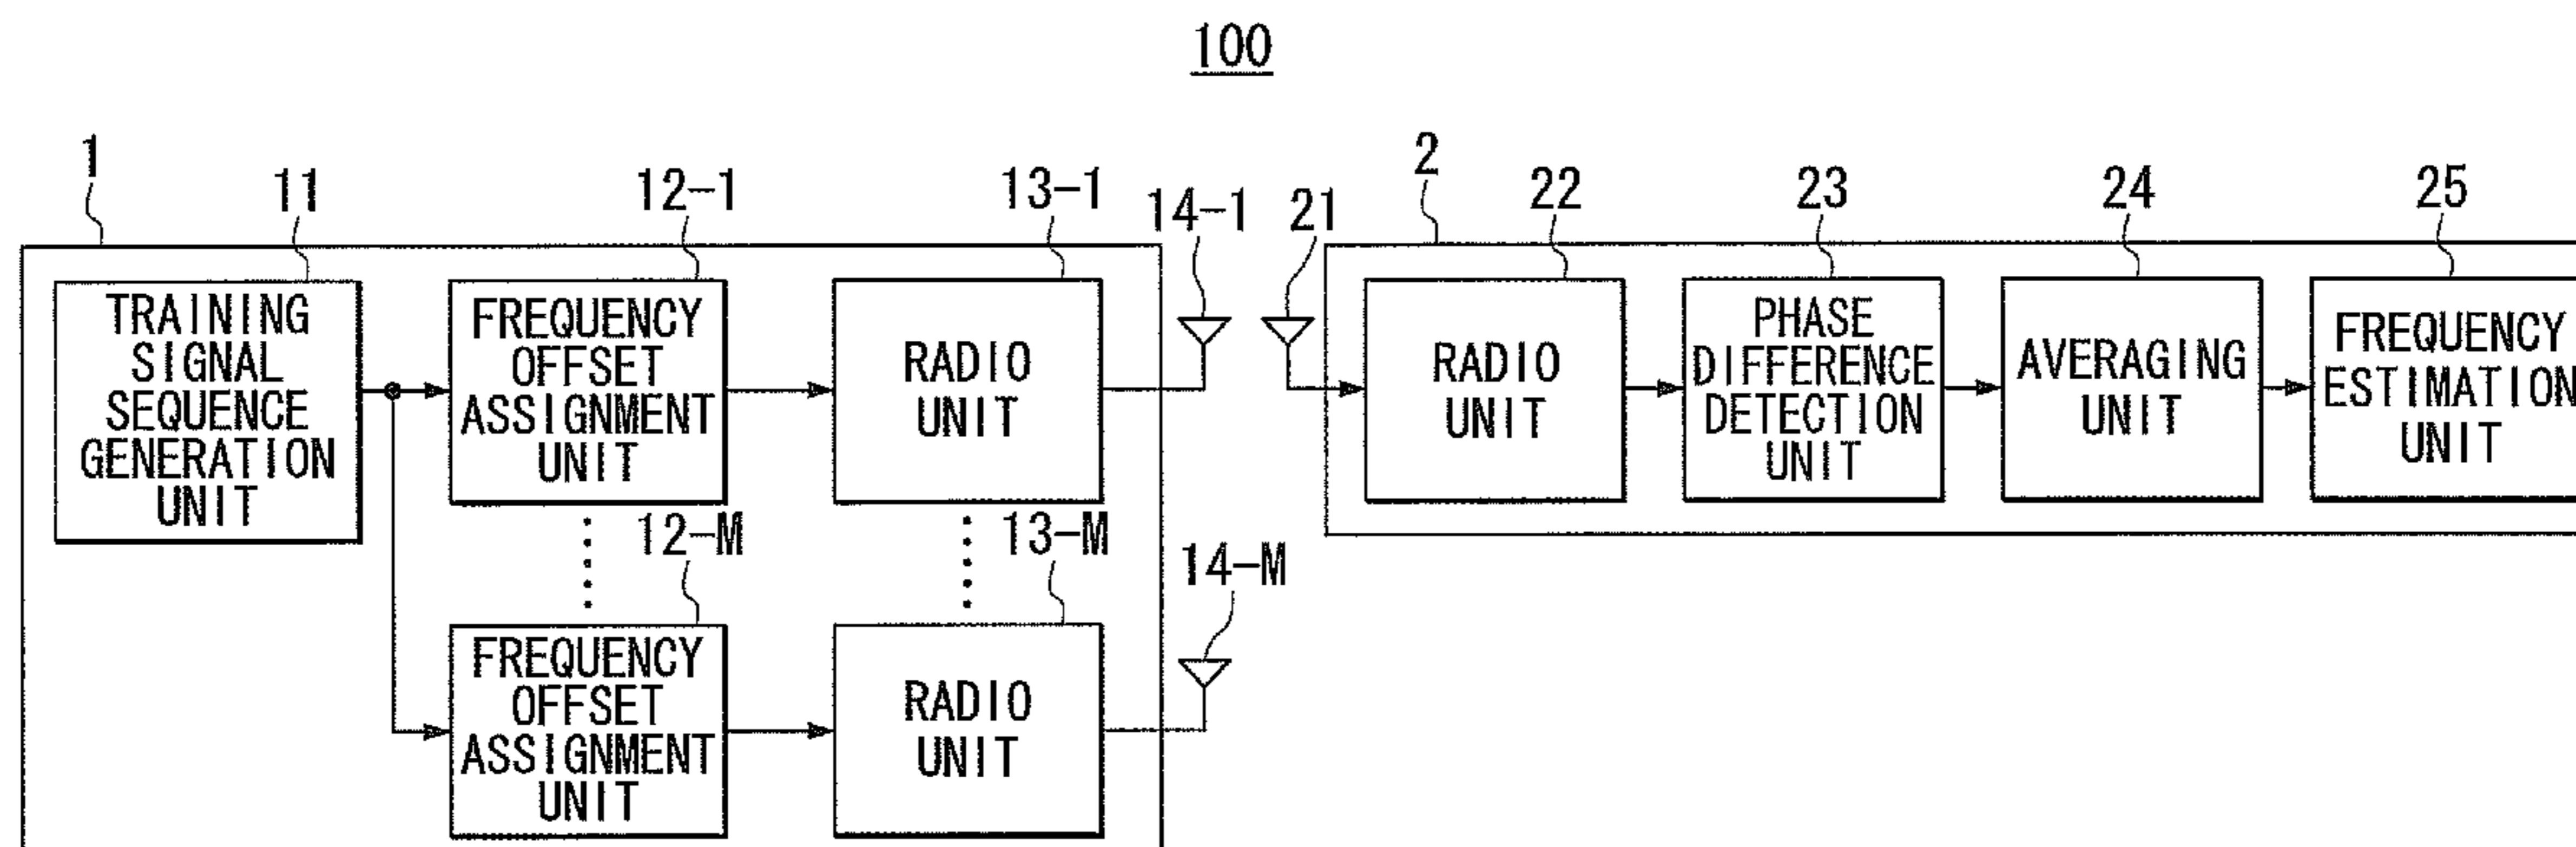 100
1
11
12-1
13-1
14-1
21
2
22
23
24
25
TRAINING
SIGNAL
SEQUENCE
GENERATION
UNIT
FREQUENCY
OFFSET
ASSIGNMENT
UNIT
RADIO
UNIT
RADIO
UNIT
PHASE
DIFFERENCE
DETECTION
UNIT
AVERAGING
UNIT
FREQUENCY
ESTIMATION
UNIT
12-M
13-M
14-M
FREQUENCY
OFFSET
ASSIGNMENT
UNIT
RADIO
UNIT